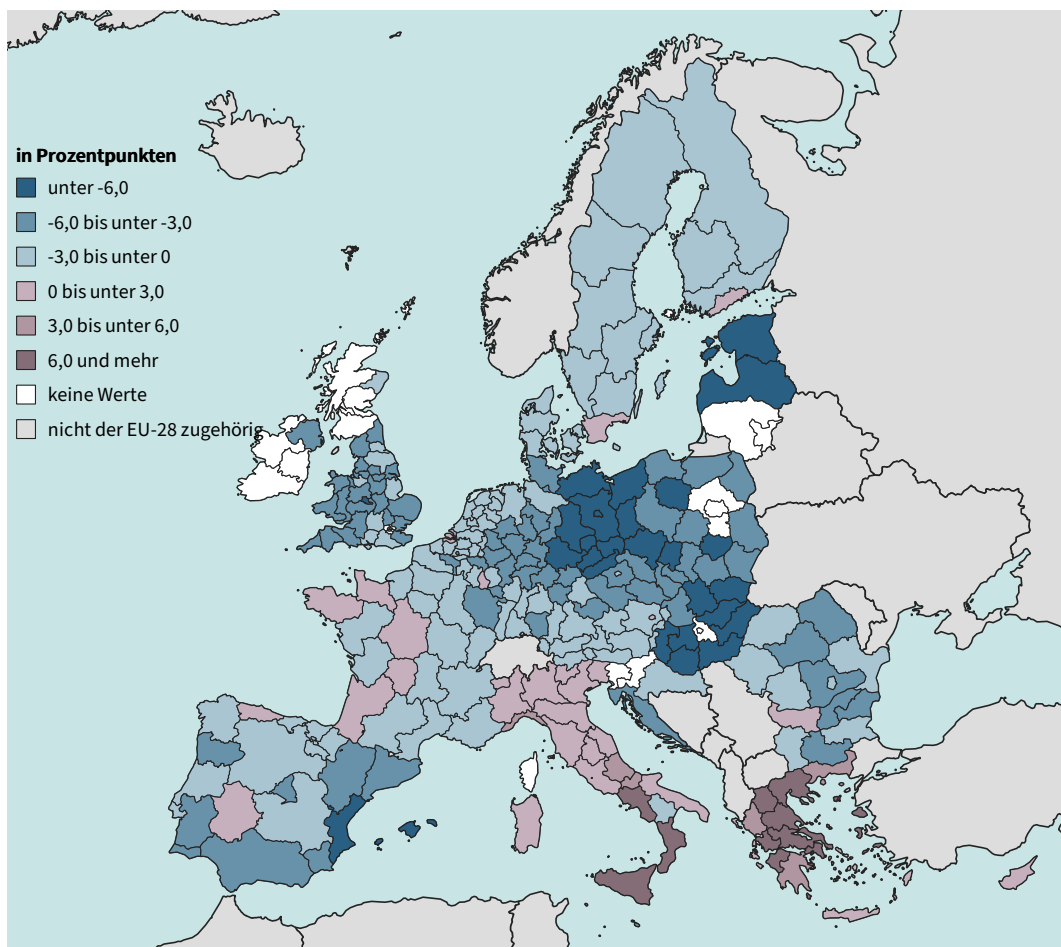 in Prozentpunkten
unter -6,0
-6,0 bis unter -3,0
-3,0 bis unter 0
0 bis unter 3,0
3,0 bis unter 6,0
6,0 und mehr
keine Werte
nicht der EU-28 zugehörig